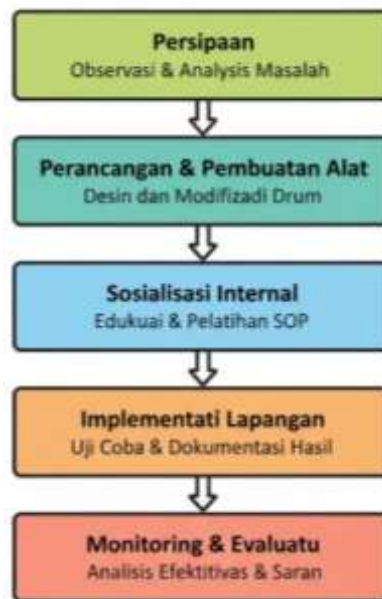 Persipaan
Observasi & Analysis Masalah
Perancangan & Pembuatan Alat
Desin dan Modifizadi Drum
Sosialisasi Internal
Edukuai & Pelatihan SOP
Implementati Lapangan
Uji Coba & Dokumentasi Hasil
Monitoring & Evaluatu
Analisis Efektitivas & Saran